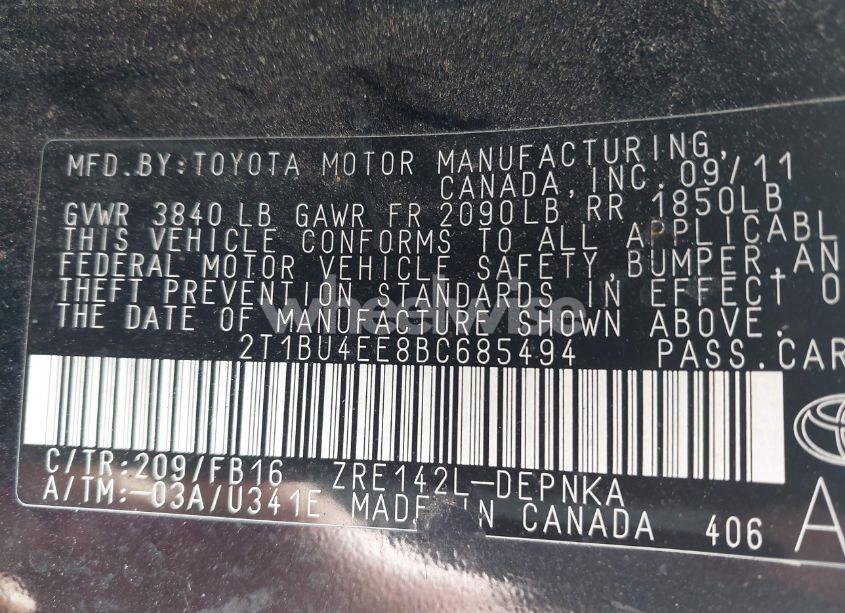 MFD.BY:TOYOTA MOTOR MANUFACTURING,
CANADA,INC.09/11
GVWR 3840LB GAWR FR 2090LB RR 1850LB
THIS VEHICLE CONFORMS TO ALL APPLICABL
FEDERAL MOTOR VEHICLE SAFETY,BUMPER,AN
THEFT PREVENTION STANDARDS IN EFFECT O
THE DATE OF MANUFACTURE SHOWN ABOVE.
wheelwise
2T1BU4EE8BC685494 PASS.CAR
C/TR:209/FB16 ZRE142L-DEPNKA
A/TM:-03A/U341E MADE IN CANADA 406 A